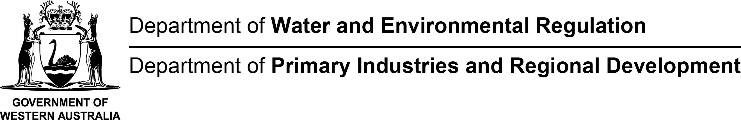 Department of Water and Environmental Regulation
Department of Primary Industries and Regional Development
GOVERNMENT OF
WESTERN AUSTRALIA